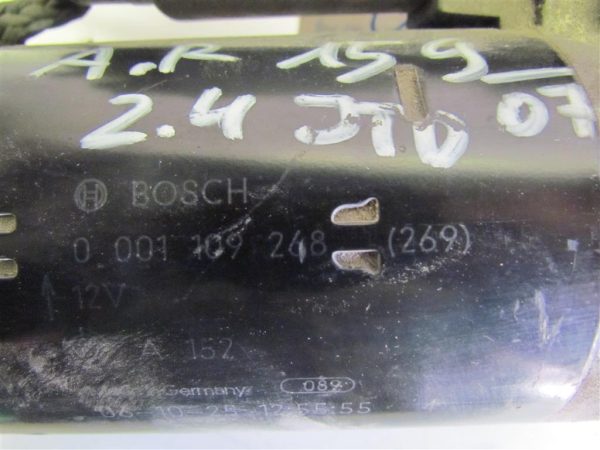 A.R 159
2.4 JTD 07
BOSCH
0 001 109 248 (269)
12V
A 152
Germany 089
06-10-25 12:55:55